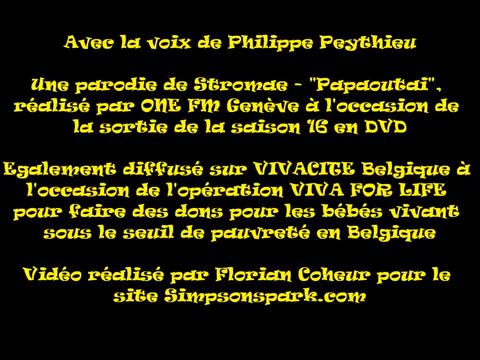 Avec la voix de Philippe Peythieu
Une parodie de Stromae - "Papaoutai",
réalisé par ONE FM Genève à l'occasion de
la sortie de la saison 16 en DVD
Egalement diffusé sur VIVACITE Belgique à
l'occasion de l'opération VIVA FOR LIFE
pour faire des dons pour les bébés vivant
sous le seuil de pauvreté en Belgique
Vidéo réalisé par Florian Coheur pour le
site Simpsonspark.com